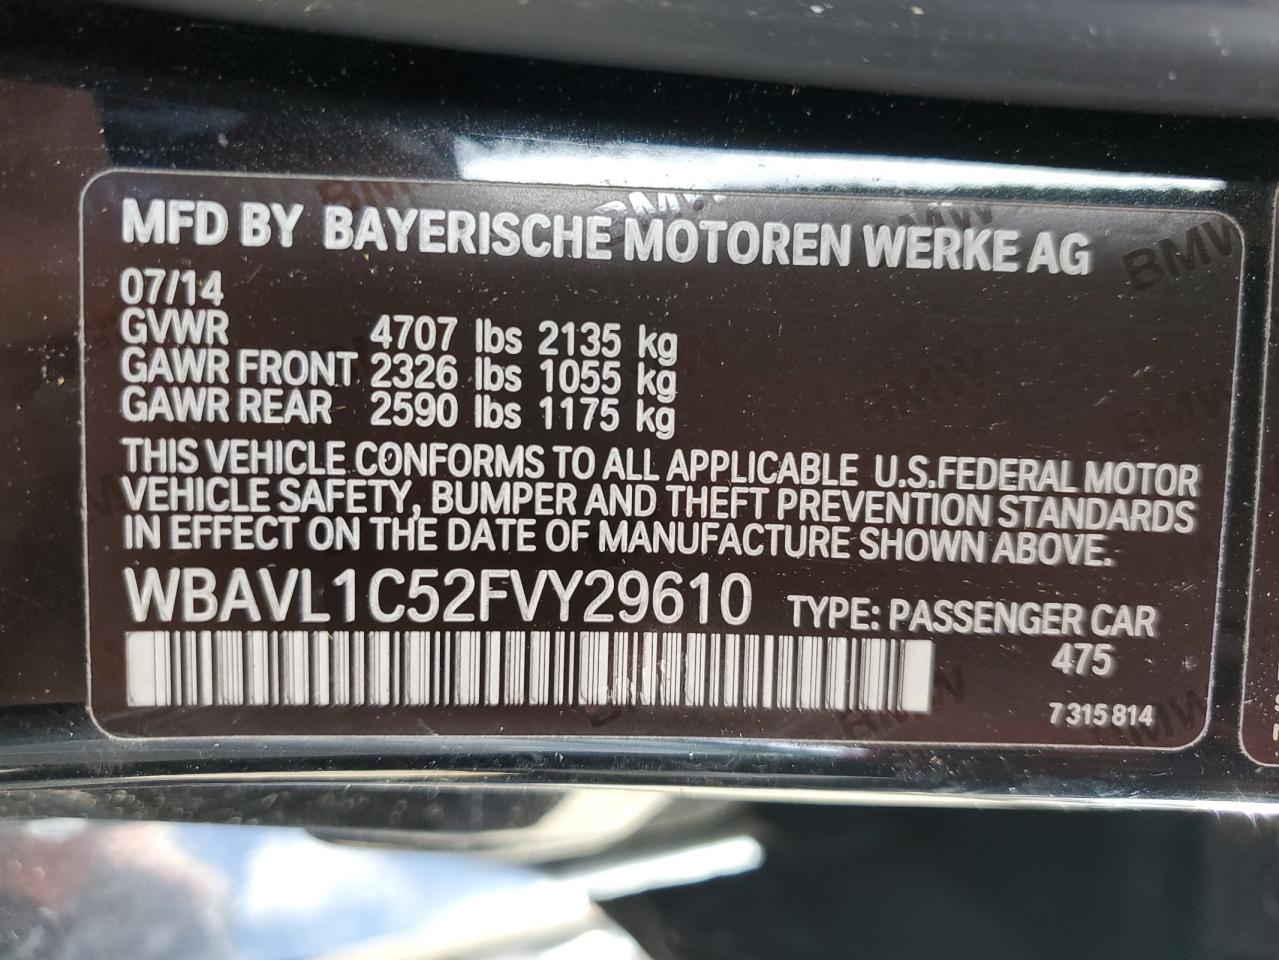 MFD BY BAYERISCHE MOTOREN WERKE AG
07/14
GVWR 4707 lbs 2135 kg
GAWR FRONT 2326 lbs 1055 kg
GAWR REAR 2590 lbs 1175 kg
THIS VEHICLE CONFORMS TO ALL APPLICABLE U.S.FEDERAL MOTOR
VEHICLE SAFETY, BUMPER AND THEFT PREVENTION STANDARDS
IN EFFECT ON THE DATE OF MANUFACTURE SHOWN ABOVE.
WBAVL1C52FVY29610 TYPE: PASSENGER CAR
475
7 315 814